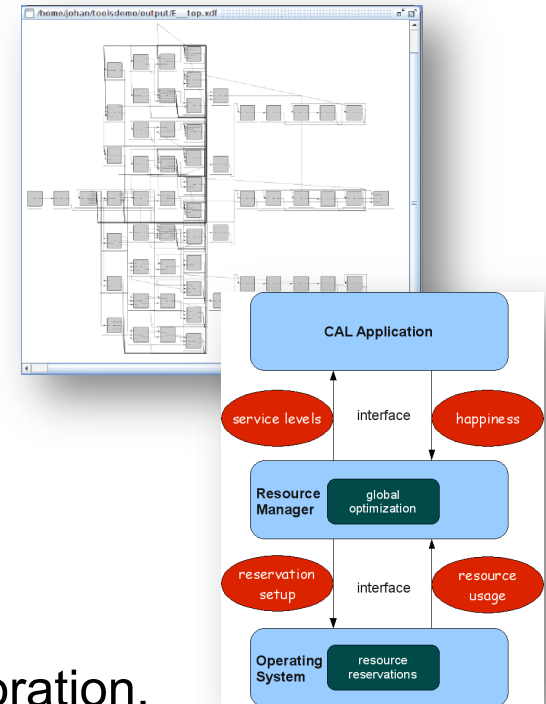 /home/johan/toolsdemo/output/E__top.xdf
CAL Application
service levels
interface
happiness
Resource
Manager
global
optimization
reservation
setup
interface
resource
usage
Operating
System
resource
reservations
oration.